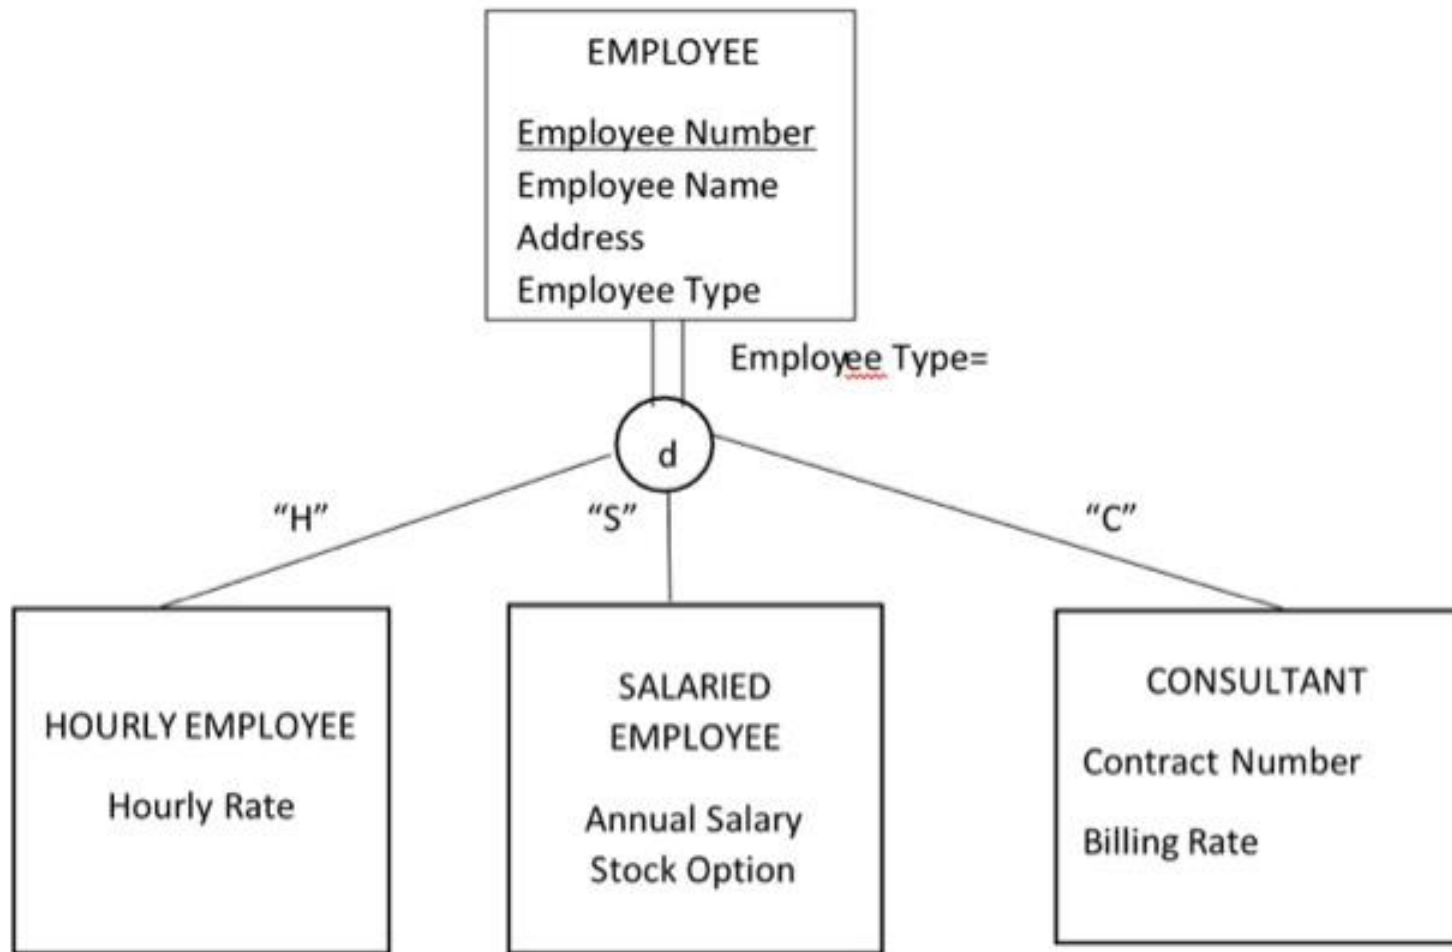 EMPLOYEE
Employee Number
Employee Name
Address
Employee Type
Employee Type=
d
“H”
“S”
“C”
HOURLY EMPLOYEE
Hourly Rate
SALARIED
EMPLOYEE
Annual Salary
Stock Option
CONSULTANT
Contract Number
Billing Rate